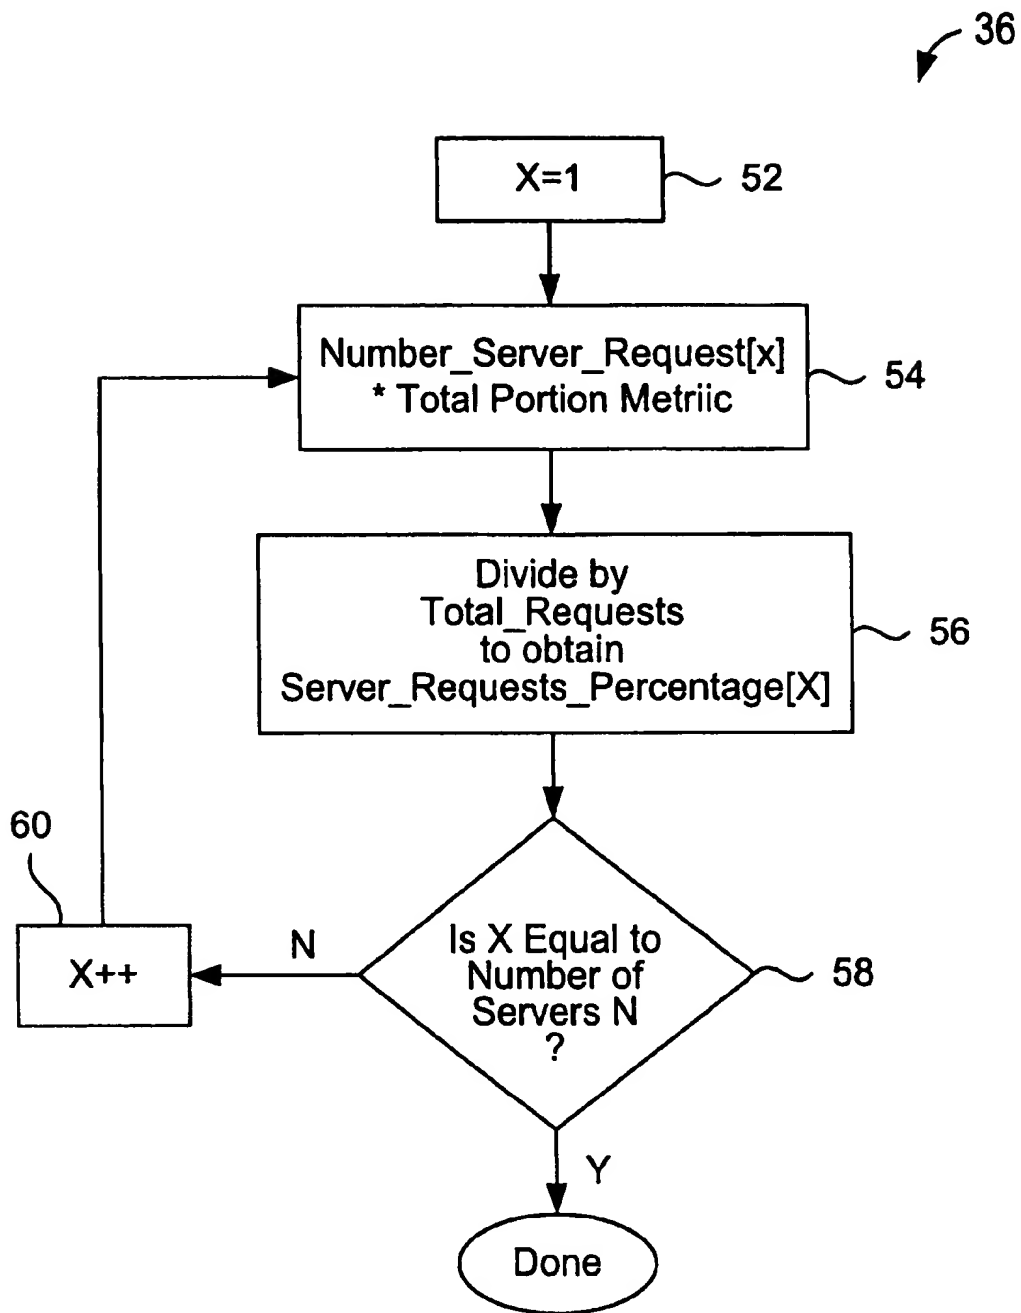 36
X=1
52
Number_Server_Request[x]
* Total Portion Metriic
54
Divide by
Total_Requests
to obtain
Server_Requests_Percentage[X]
56
60
X++
N
Is X Equal to
Number of
Servers N
?
58
Y
Done